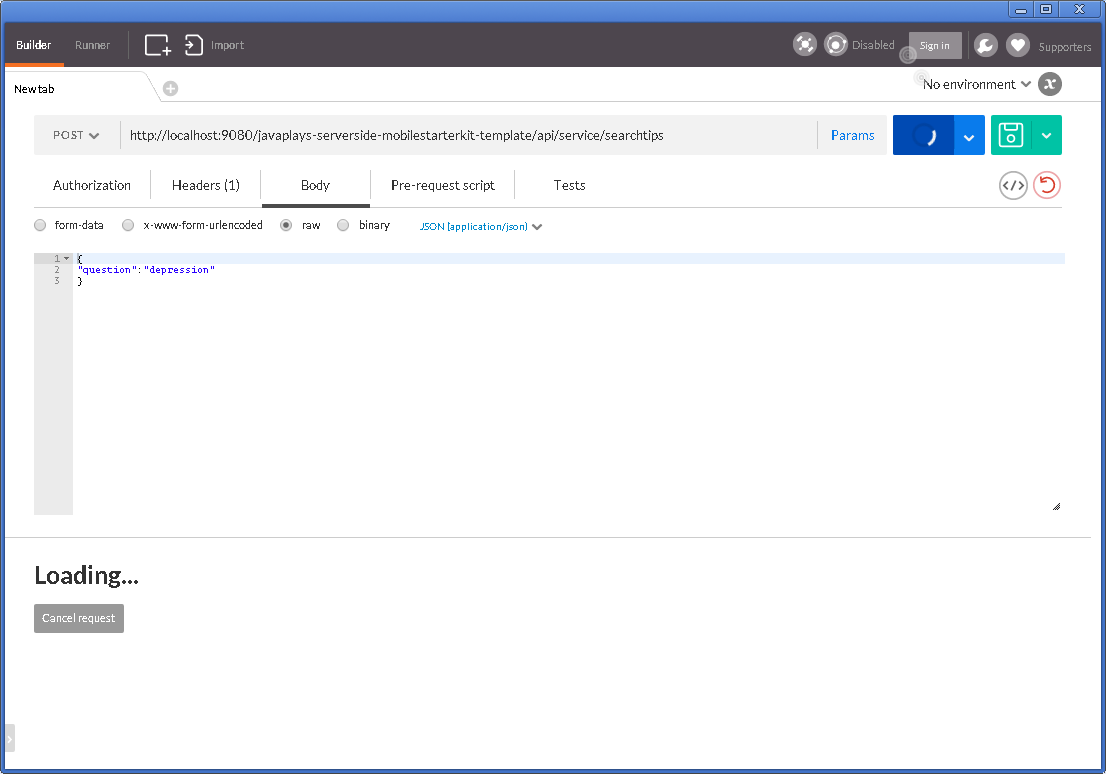 Builder Runner Import Disabled Sign in Supporters
New tab No environment
POST http://localhost:9080/javaplays-serverside-mobilestarterkit-template/api/service/searchtips Params
Authorization Headers (1) Body Pre-request script Tests
form-data x-www-form-urlencoded raw binary JSON (application/json)
1 {
2 "question":"depression"
3 }
Loading...
Cancel request